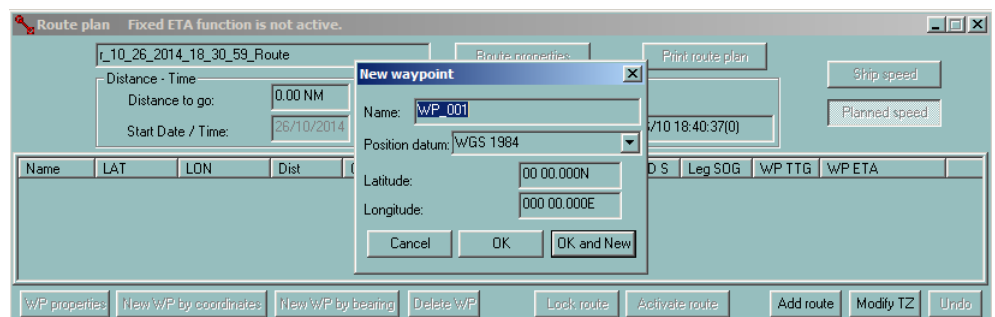 Route plan Fixed ETA function is not active.
r_10_26_2014_18_30_59_Route
Route properties
Print route plan
Ship speed
Distance - Time
Distance to go: 0.00 NM
Start Date / Time: 26/10/2014
/10 18:40:37(0)
Planned speed
New waypoint
Name: WP_001
Position datum: WGS 1984
Latitude: 00 00.000N
Longitude: 000 00.000E
Cancel OK OK and New
Name LAT LON Dist D S Leg SOG WP TTG WP ETA
WP properties New WP by coordinates New WP by bearing Delete WP Lock route Activate route Add route Modify TZ Undo